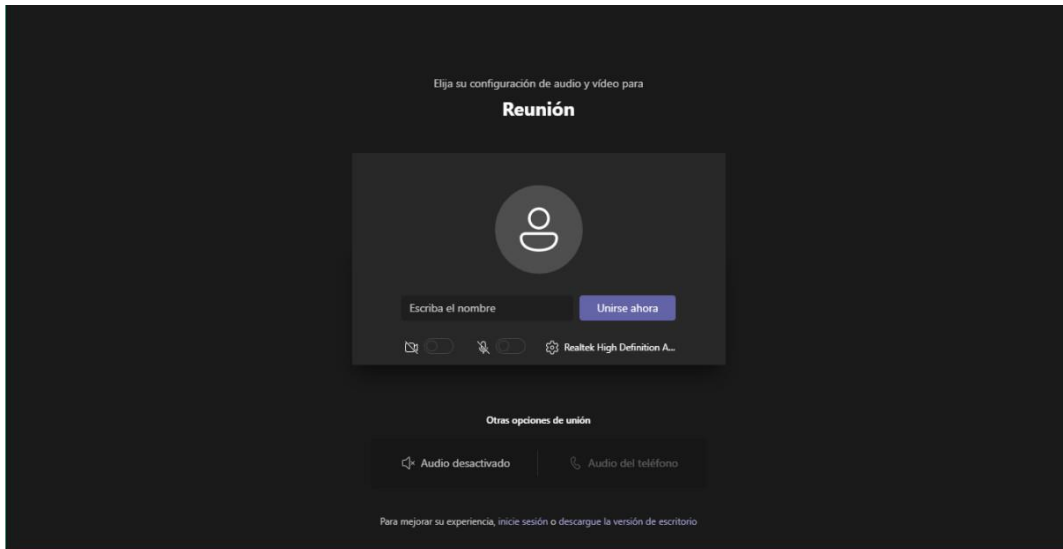 Elija su configuración de audio y vídeo para
Reunión
Escriba el nombre
Unirse ahora
Realtek High Definition A...
Otras opciones de unión
Audio desactivado
Audio del teléfono
Para mejorar su experiencia, inicie sesión o descargue la versión de escritorio